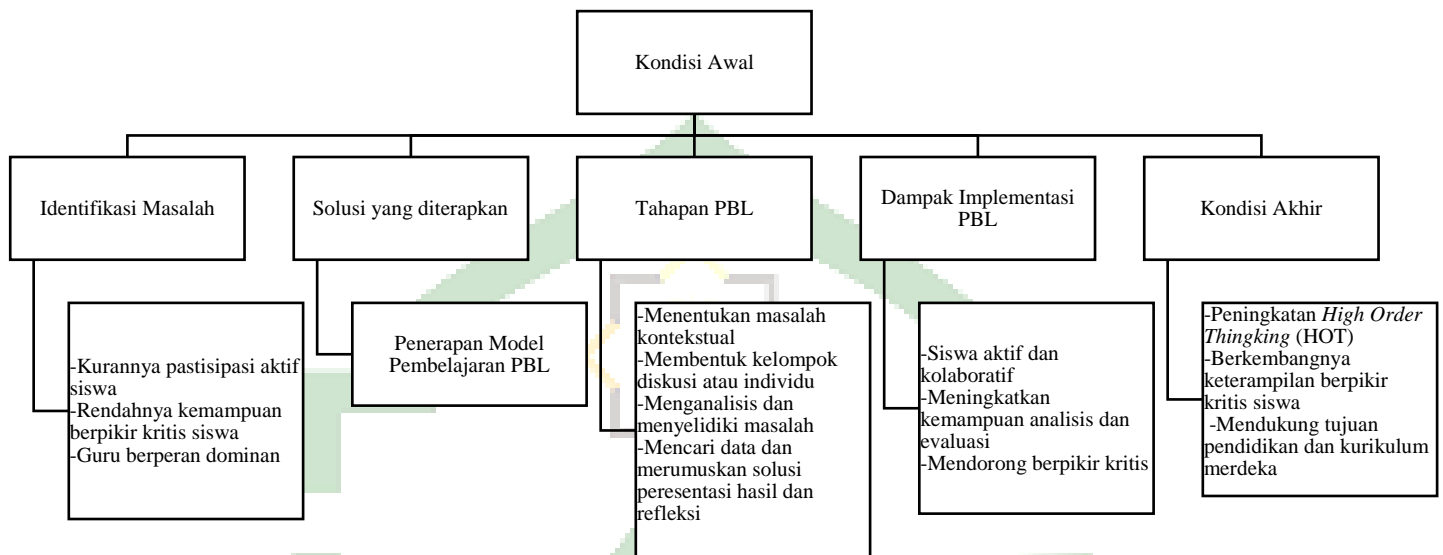 Kondisi Awal
Identifikasi Masalah
Solusi yang diterapkan
Tahapan PBL
Dampak Implementasi
PBL
Kondisi Akhir
-Kurannya pastisipasi aktif
siswa
-Rendahnya kemampuan
berpikir kritis siswa
-Guru berperan dominan
Penerapan Model
Pembelajaran PBL
-Menentukan masalah
kontekstual
-Membentuk kelompok
diskusi atau individu
-Menganalisis dan
menyelidiki masalah
-Mencari data dan
merumuskan solusi
peresentasi hasil dan
refleksi
-Siswa aktif dan
kolaboratif
-Meningkatkan
kemampuan analisis dan
evaluasi
-Mendorong berpikir kritis
-Peningkatan High Order
Thingking (HOT)
-Berkembangnya
keterampilan berpikir
kritis siswa
-Mendukung tujuan
pendidikan dan kurikulum
merdeka